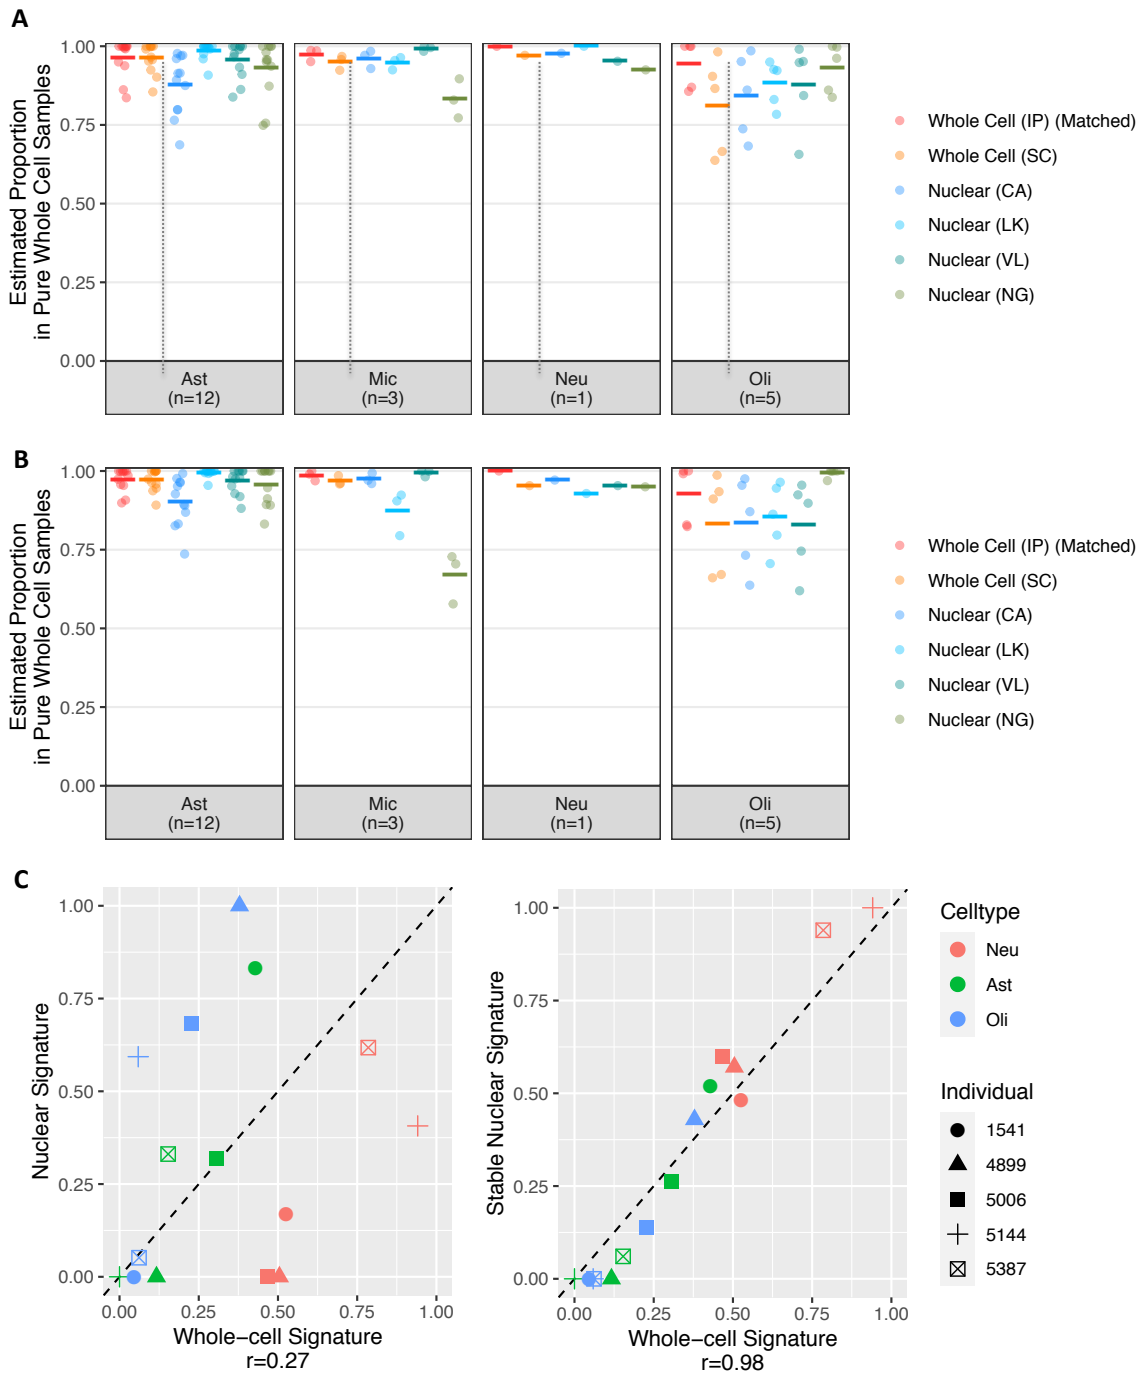 A
Estimated Proportion
in Pure Whole Cell Samples
1.00
0.75
0.50
0.25
0.00
Ast
(n=12)
Mic
(n=3)
Neu
(n=1)
Oli
(n=5)
Whole Cell (IP) (Matched)
Whole Cell (SC)
Nuclear (CA)
Nuclear (LK)
Nuclear (VL)
Nuclear (NG)
B
Estimated Proportion
in Pure Whole Cell Samples
1.00
0.75
0.50
0.25
0.00
Ast
(n=12)
Mic
(n=3)
Neu
(n=1)
Oli
(n=5)
Whole Cell (IP) (Matched)
Whole Cell (SC)
Nuclear (CA)
Nuclear (LK)
Nuclear (VL)
Nuclear (NG)
C
Nuclear Signature
1.00
0.75
0.50
0.25
0.00
0.00 0.25 0.50 0.75 1.00
Whole−cell Signature
r=0.27
Stable Nuclear Signature
1.00
0.75
0.50
0.25
0.00
0.00 0.25 0.50 0.75 1.00
Whole−cell Signature
r=0.98
Celltype
Neu
Ast
Oli
Individual
1541
4899
5006
5144
5387